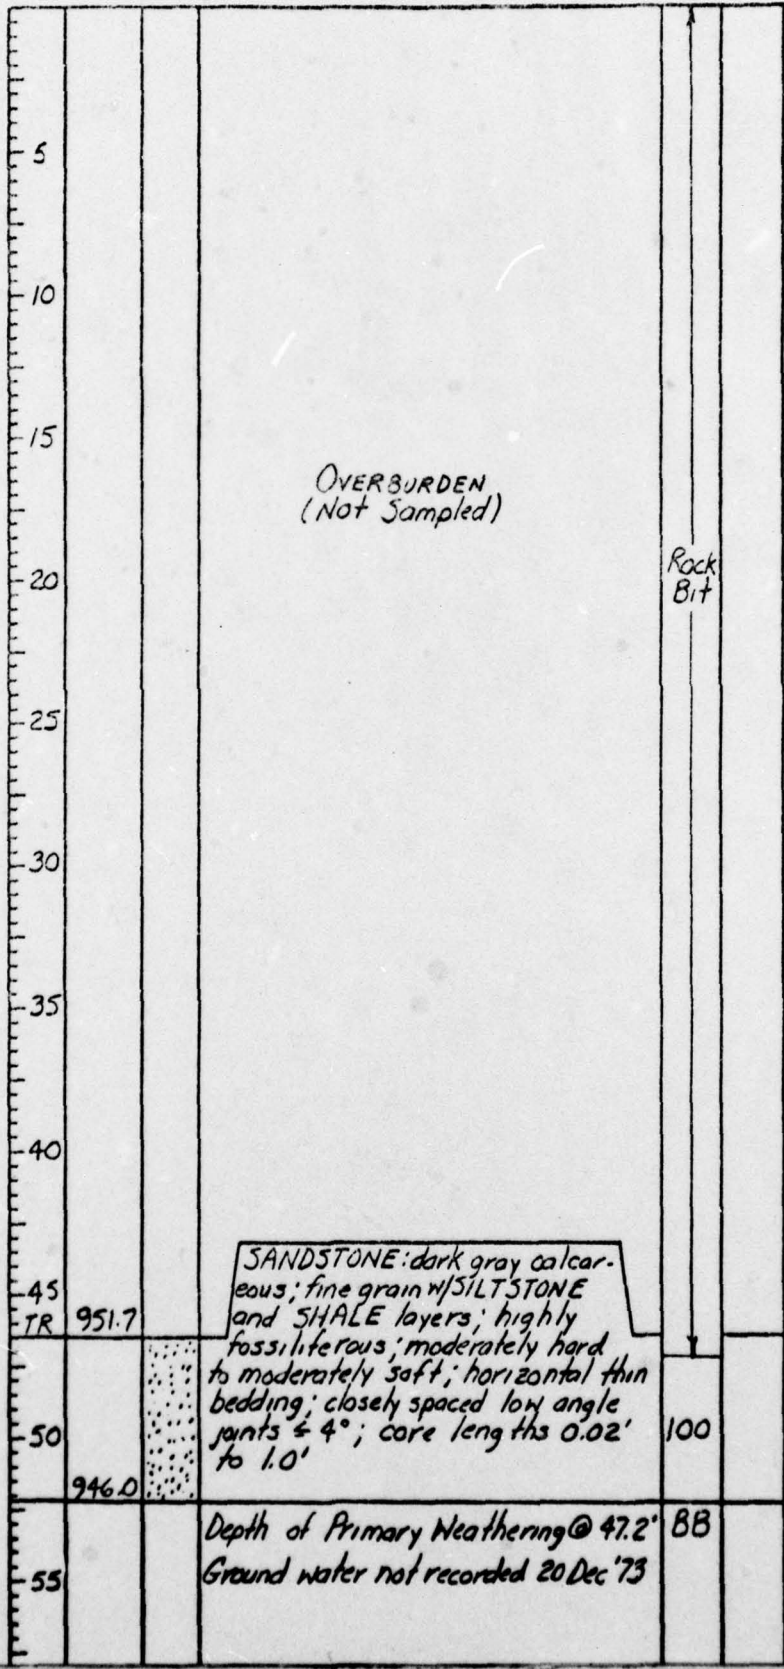 5
10
15
OVERBURDEN
(Not Sampled)
Rock
Bit
20
25
30
35
40
SANDSTONE: dark gray calcar-
eous; fine grain w/SILTSTONE
45
TR 951.7
and SHALE layers; highly
fossiliferous; moderately hard
to moderately soft; horizontal thin
bedding; closely spaced low angle
50
joints & 4°; core lengths 0.02'
100
to 1.0'
946.0
Depth of Primary Weathering @ 47.2' BB
Ground water not recorded 20 Dec '73
55